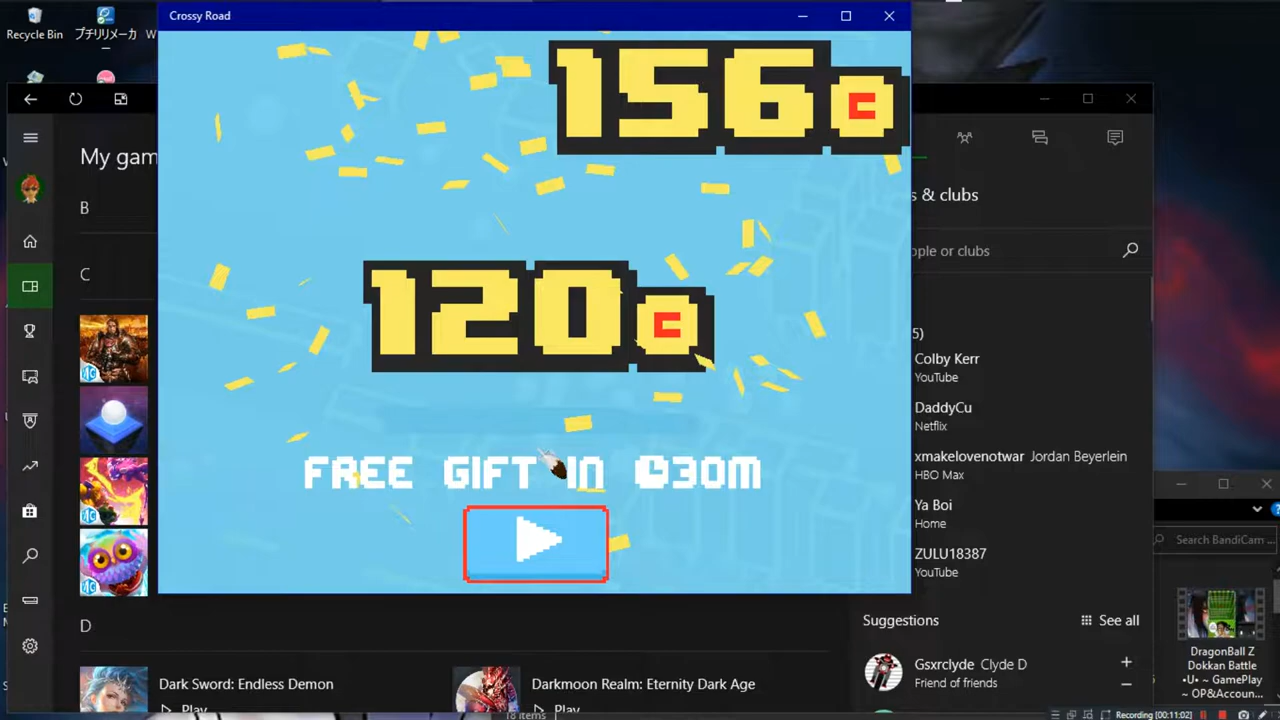 Recycle Bin
プチリリメーカ
ー
Crossy Road
156
C
120
C
FREE GIFT IN 30M
My gam
B
C
s & clubs
ople or clubs
5)
Colby Kerr
YouTube
DaddyCu
Netflix
xmakelovenotwar Jordan Beyerlein
HBO Max
Ya Boi
Home
ZULU18387
YouTube
Suggestions
See all
Gsxrclyde Clyde D
Friend of friends
D
Dark Sword: Endless Demon
Play
Darkmoon Realm: Eternity Dark Age
Play
Search BandiCam ...
DragonBall Z
Dokkan Battle
•U• ~ GamePlay
~ OP&Accoun...
18 items
Recording [00:11:02]